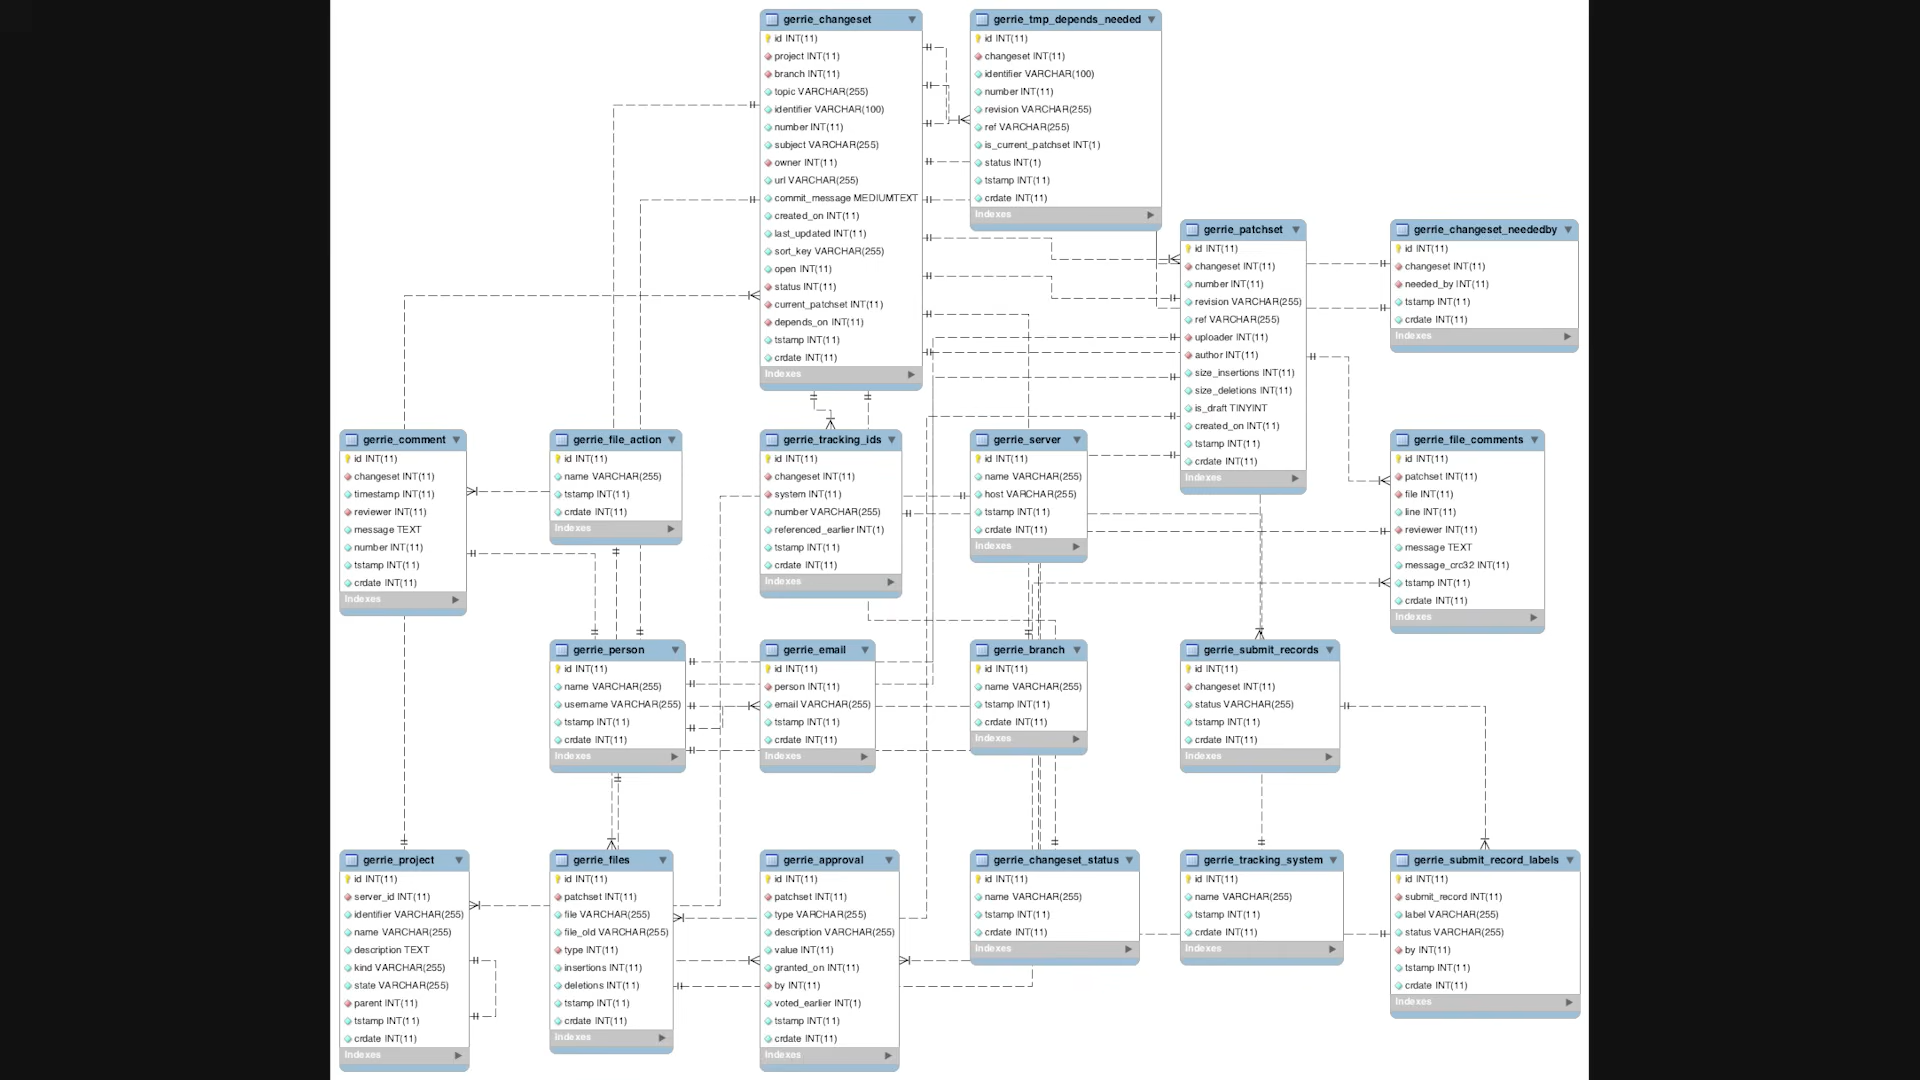 gerrie_changeset
id INT(11)
project INT(11)
branch INT(11)
topic VARCHAR(255)
identifier VARCHAR(100)
number INT(11)
subject VARCHAR(255)
owner INT(11)
url VARCHAR(255)
commit_message MEDIUMTEXT
created_on INT(11)
last_updated INT(11)
sort_key VARCHAR(255)
open INT(11)
status INT(11)
current_patchset INT(11)
depends_on INT(11)
tstamp INT(11)
crdate INT(11)
Indexes
gerrie_tmp_depends_needed
id INT(11)
changeset INT(11)
identifier VARCHAR(100)
number INT(11)
revision VARCHAR(255)
ref VARCHAR(255)
is_current_patchset INT(1)
status INT(1)
tstamp INT(11)
crdate INT(11)
Indexes
gerrie_patchset
id INT(11)
changeset INT(11)
number INT(11)
revision VARCHAR(255)
ref VARCHAR(255)
uploader INT(11)
author INT(11)
size_insertions INT(11)
size_deletions INT(11)
is_draft TINYINT
created_on INT(11)
tstamp INT(11)
crdate INT(11)
Indexes
gerrie_changeset_neededby
id INT(11)
changeset INT(11)
needed_by INT(11)
tstamp INT(11)
crdate INT(11)
Indexes
gerrie_comment
id INT(11)
changeset INT(11)
timestamp INT(11)
reviewer INT(11)
message TEXT
number INT(11)
tstamp INT(11)
crdate INT(11)
Indexes
gerrie_file_action
id INT(11)
name VARCHAR(255)
tstamp INT(11)
crdate INT(11)
Indexes
gerrie_tracking_ids
id INT(11)
changeset INT(11)
system INT(11)
number VARCHAR(255)
referenced_earlier INT(1)
tstamp INT(11)
crdate INT(11)
Indexes
gerrie_server
id INT(11)
name VARCHAR(255)
host VARCHAR(255)
tstamp INT(11)
crdate INT(11)
Indexes
gerrie_file_comments
id INT(11)
patchset INT(11)
file INT(11)
line INT(11)
reviewer INT(11)
message TEXT
message_crc32 INT(11)
tstamp INT(11)
crdate INT(11)
Indexes
gerrie_person
id INT(11)
name VARCHAR(255)
username VARCHAR(255)
tstamp INT(11)
crdate INT(11)
Indexes
gerrie_email
id INT(11)
person INT(11)
email VARCHAR(255)
tstamp INT(11)
crdate INT(11)
Indexes
gerrie_branch
id INT(11)
name VARCHAR(255)
tstamp INT(11)
crdate INT(11)
Indexes
gerrie_submit_records
id INT(11)
changeset INT(11)
status VARCHAR(255)
tstamp INT(11)
crdate INT(11)
Indexes
gerrie_project
id INT(11)
server_id INT(11)
identifier VARCHAR(255)
name VARCHAR(255)
description TEXT
kind VARCHAR(255)
state VARCHAR(255)
parent INT(11)
tstamp INT(11)
crdate INT(11)
Indexes
gerrie_files
id INT(11)
patchset INT(11)
file VARCHAR(255)
file_old VARCHAR(255)
type INT(11)
insertions INT(11)
deletions INT(11)
tstamp INT(11)
crdate INT(11)
Indexes
gerrie_approval
id INT(11)
patchset INT(11)
type VARCHAR(255)
description VARCHAR(255)
value INT(11)
granted_on INT(11)
by INT(11)
voted_earlier INT(1)
tstamp INT(11)
crdate INT(11)
Indexes
gerrie_changeset_status
id INT(11)
name VARCHAR(255)
tstamp INT(11)
crdate INT(11)
Indexes
gerrie_tracking_system
id INT(11)
name VARCHAR(255)
tstamp INT(11)
crdate INT(11)
Indexes
gerrie_submit_record_labels
id INT(11)
submit_record INT(11)
label VARCHAR(255)
status VARCHAR(255)
by INT(11)
tstamp INT(11)
crdate INT(11)
Indexes